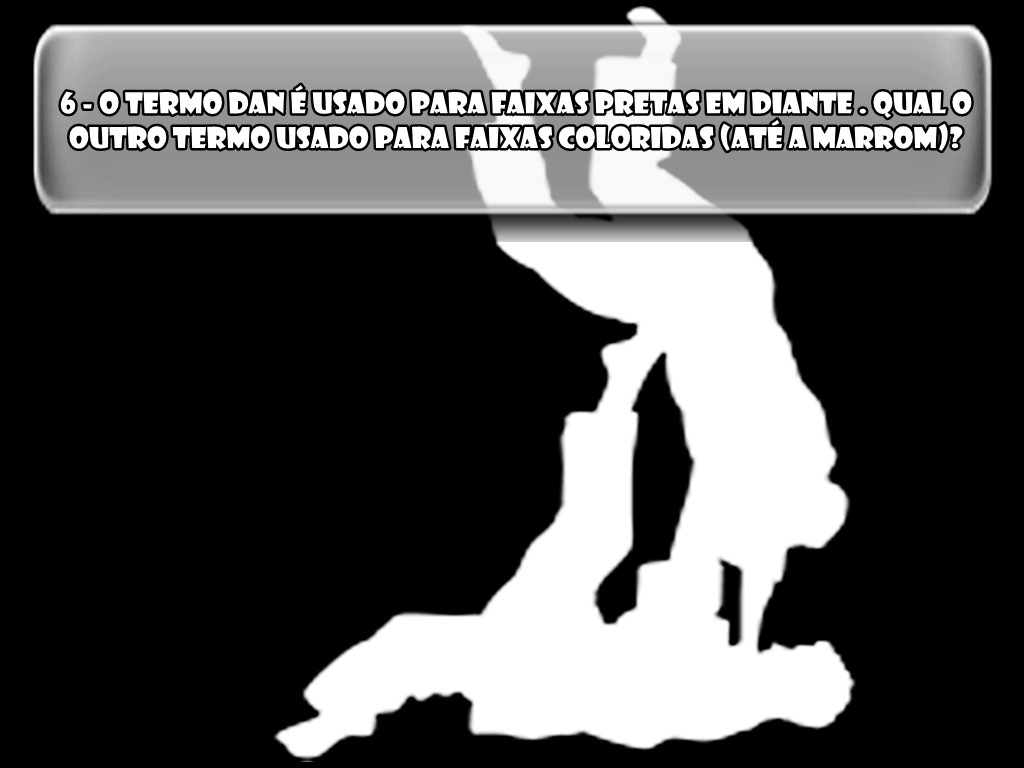 6 - O TERMO DAN É USADO PARA FAIXAS PRETAS EM DIANTE . QUAL O
OUTRO TERMO USADO PARA FAIXAS COLORIDAS (ATÉ A MARROM)?